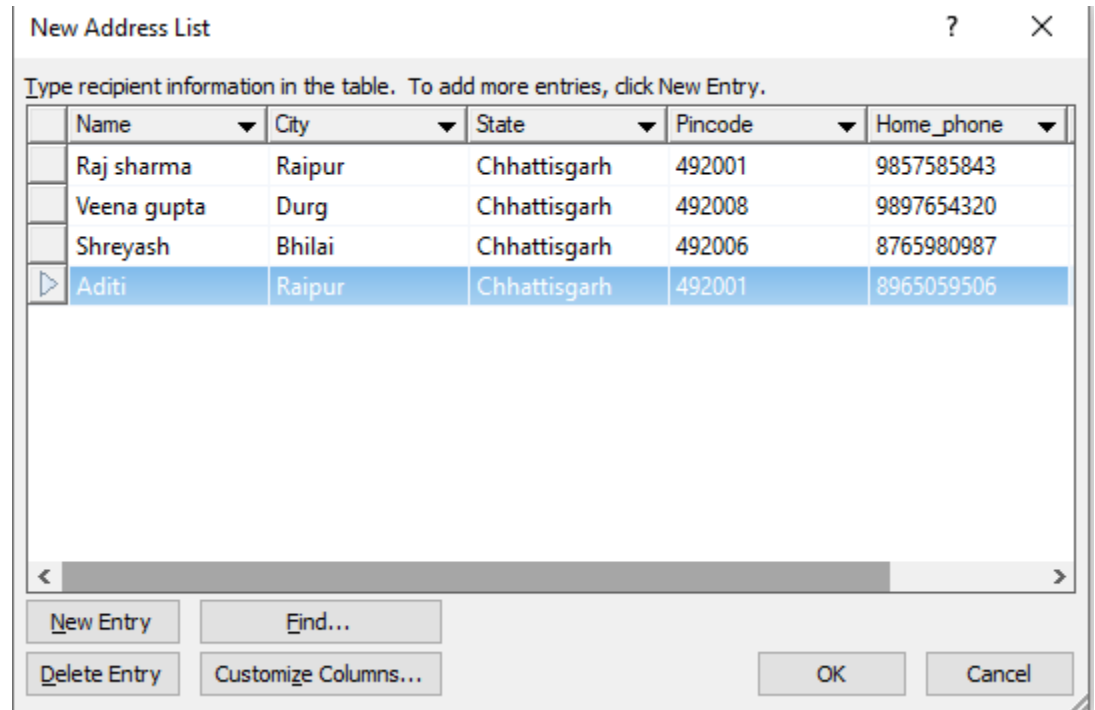 New Address List ? ×
Type recipient information in the table. To add more entries, click New Entry.
Name City State Pincode Home_phone
Raj sharma Raipur Chhattisgarh 492001 9857585843
Veena gupta Durg Chhattisgarh 492008 9897654320
Shreyash Bhilai Chhattisgarh 492006 8765980987
Aditi Raipur Chhattisgarh 492001 8965059506
New Entry Find...
Delete Entry Customize Columns... OK Cancel